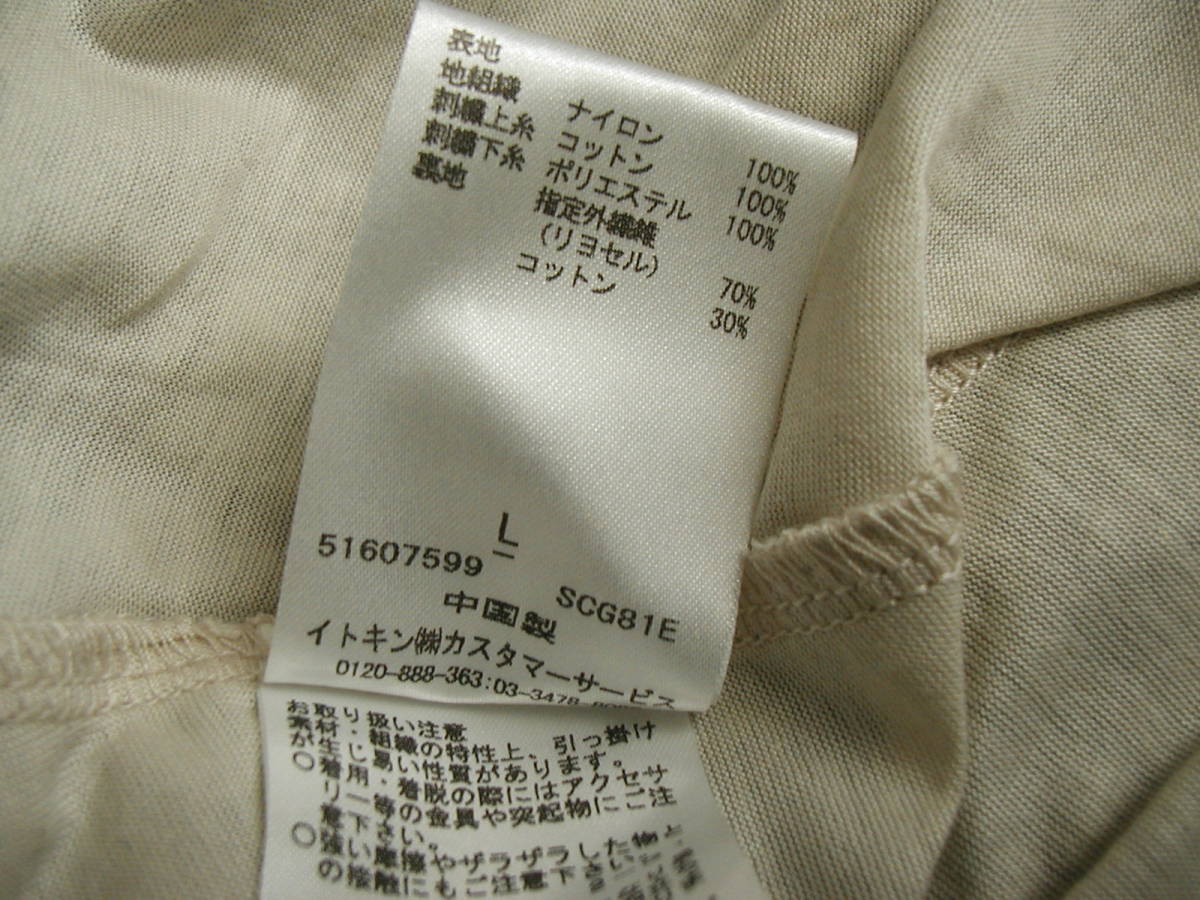 表地
地組織 ナイロン 100%
刺繍上糸 コットン 100%
刺繍下糸 ポリエステル 100%
裏地 指定外繊維
(リヨセル) 70%
コットン 30%
L
51607599 SCG81E
中国製
イトキン㈱カスタマーサービス
0120-888-363:03-3478-
お取り扱い注意
素材・組織の特性上、引っ掛け
が生じ易い性質があります。
○着用・着脱の際にはアクセサ
リー等の金具や突起物にご注
意下さい。
○強い摩擦やザラザラした物と
の接触にもご注意下さい